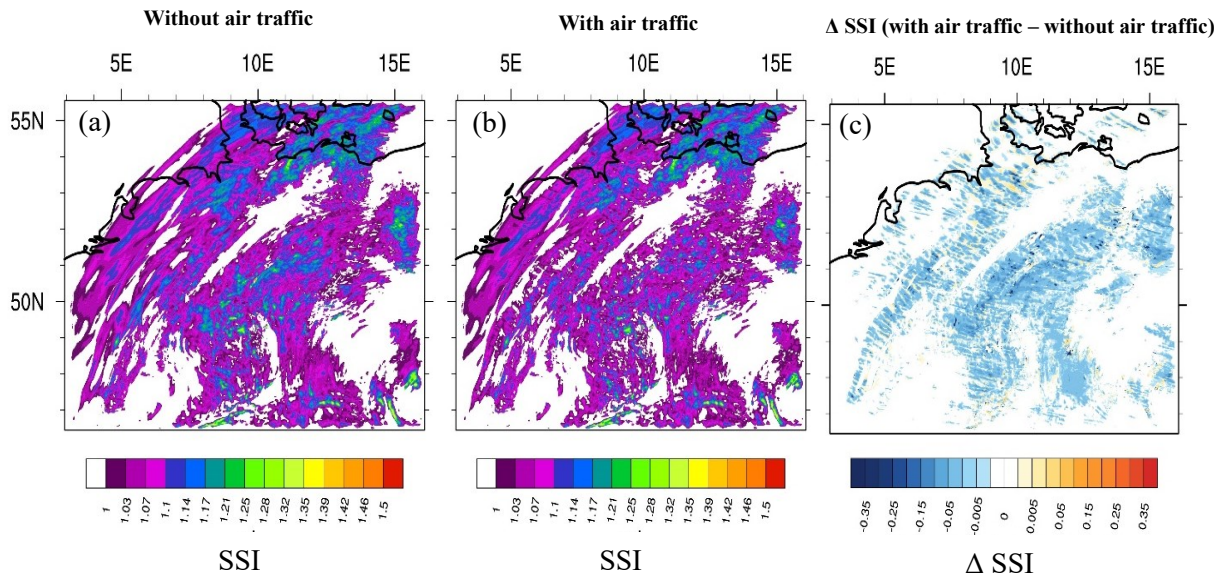 Without air traffic
With air traffic
Δ SSI (with air traffic – without air traffic)
5E 10E 15E
5E 10E 15E
5E 10E 15E
(a)
(b)
(c)
55N
50N
1 1.03 1.07 1.1 1.14 1.17 1.21 1.25 1.28 1.32 1.35 1.39 1.42 1.46 1.5
1 1.03 1.07 1.1 1.14 1.17 1.21 1.25 1.28 1.32 1.35 1.39 1.42 1.46 1.5
-0.35 -0.25 -0.15 -0.05 -0.005 0 0.005 0.05 0.15 0.25 0.35
SSI
SSI
Δ SSI